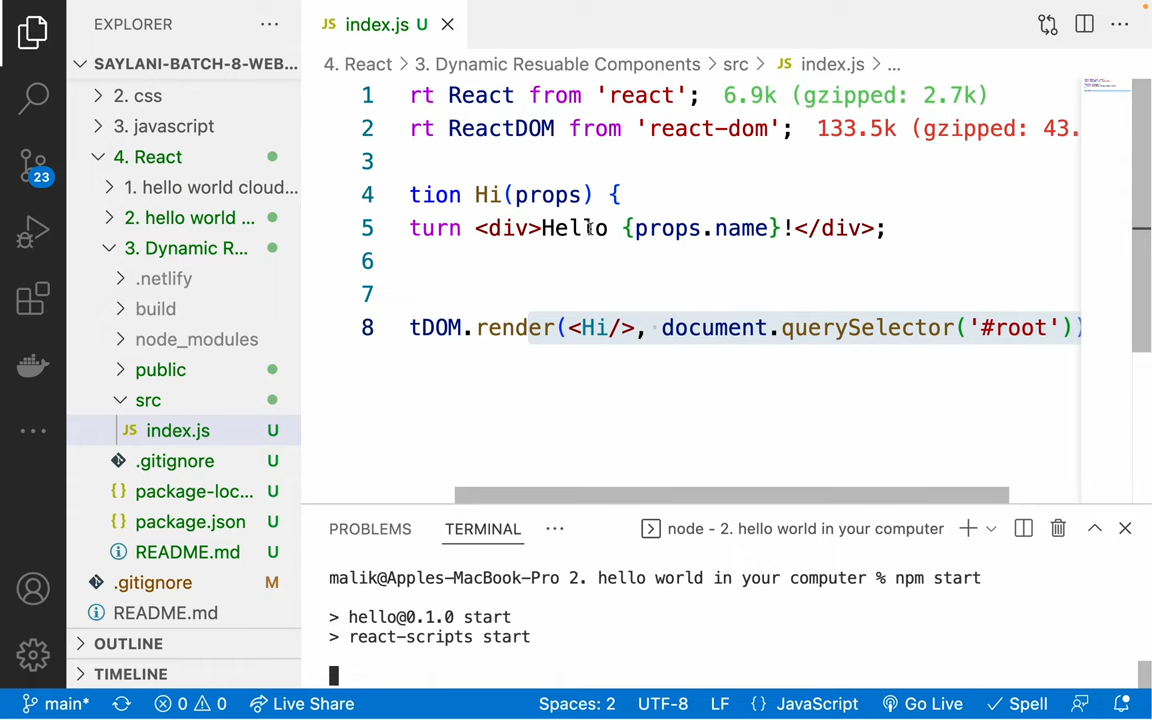 EXPLORER
SAYLANI-BATCH-8-WEB...
2. css
3. javascript
4. React
1. hello world cloud...
2. hello world ...
3. Dynamic R...
.netlify
build
node_modules
public
src
JS index.js U
.gitignore U
{} package-loc... U
{} package.json U
README.md U
.gitignore M
README.md
OUTLINE
TIMELINE
23
JS index.js U
4. React > 3. Dynamic Resuable Components > src > JS index.js > ...
1 rt React from 'react'; 6.9k (gzipped: 2.7k)
2 rt ReactDOM from 'react-dom'; 133.5k (gzipped: 43.
3
4 tion Hi(props) {
5 turn <div>Hello {props.name}!</div>;
6
7
8 tDOM.render(<Hi/>, document.querySelector('#root'))
PROBLEMS TERMINAL ... node - 2. hello world in your computer
malik@Apples-MacBook-Pro 2. hello world in your computer % npm start
> hello@0.1.0 start
> react-scripts start
main* 0 0 Live Share Spaces: 2 UTF-8 LF {} JavaScript Go Live Spell